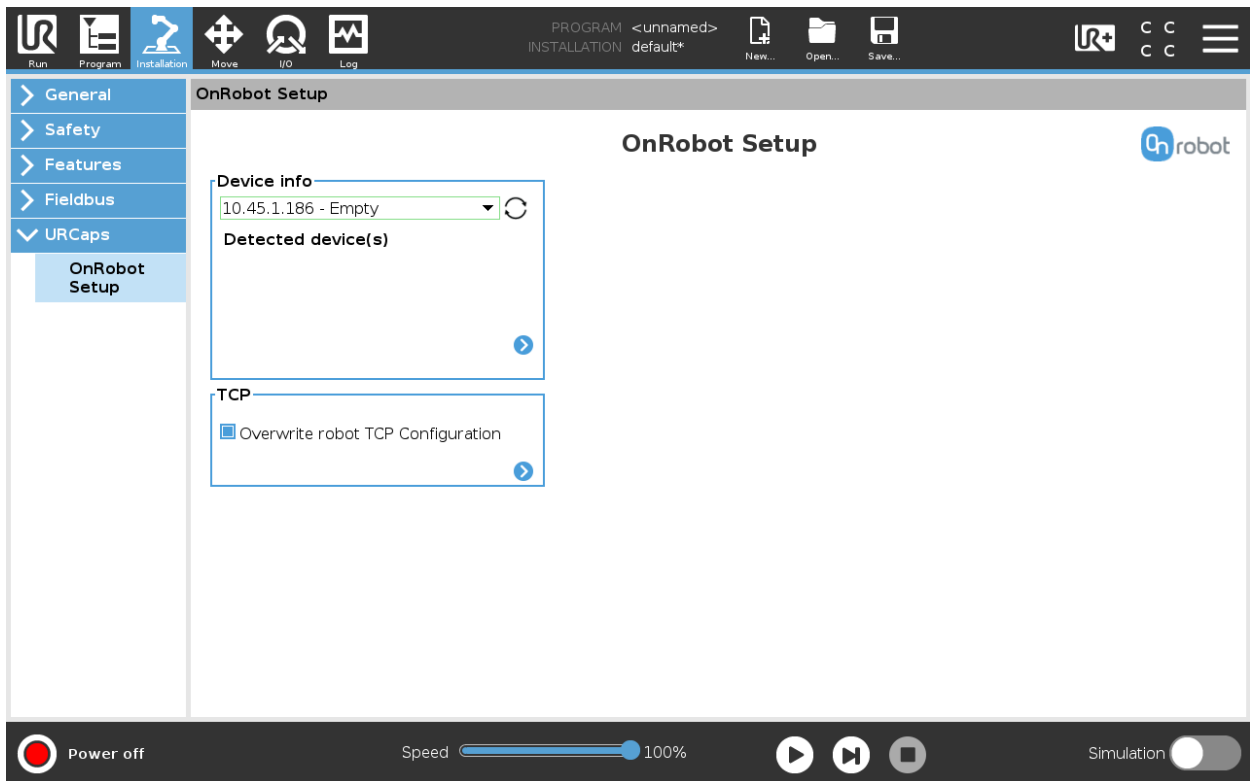 PROGRAM <unnamed>
INSTALLATION default*
Run
Program
Installation
Move
I/O
Log
New...
Open...
Save...
UR+
C C
C C
General
Safety
Features
Fieldbus
URCaps
OnRobot
Setup
OnRobot Setup
OnRobot Setup
On robot
Device info
10.45.1.186 - Empty
Detected device(s)
TCP
Overwrite robot TCP Configuration
Power off
Speed
100%
Simulation